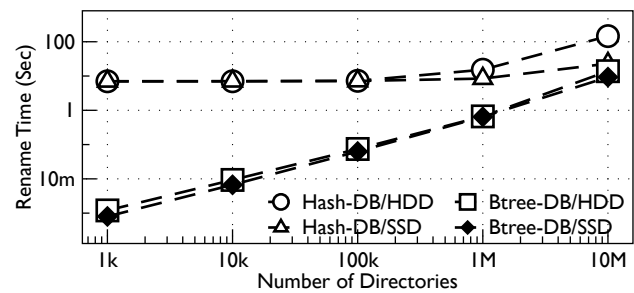 100
1
10m
Rename Time (Sec)
Hash-DB/HDD
Btree-DB/HDD
Hash-DB/SSD
Btree-DB/SSD
1k 10k 100k 1M 10M
Number of Directories